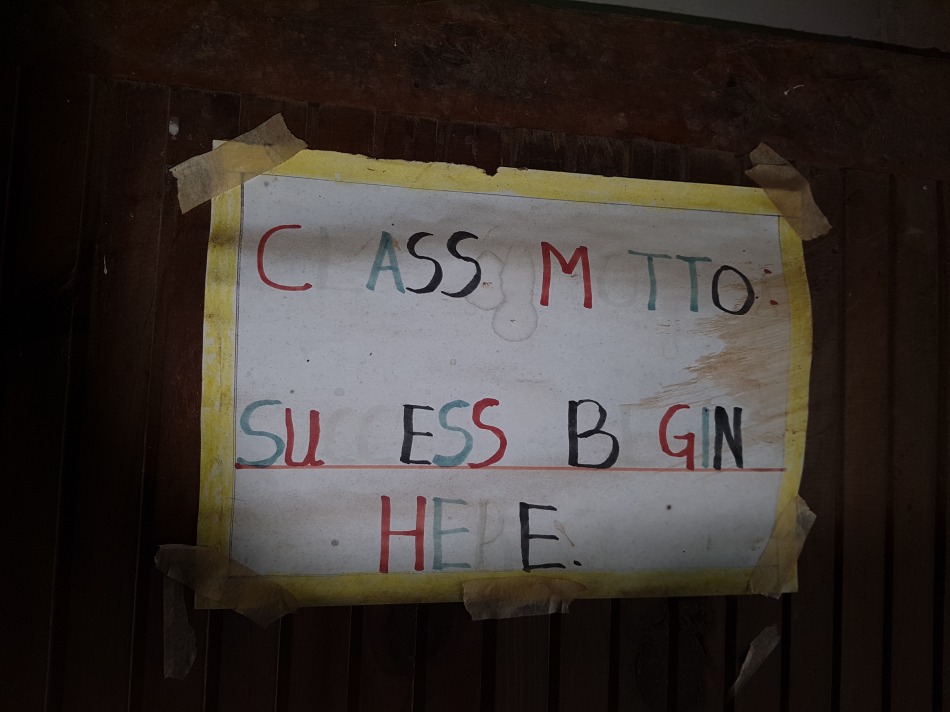 CLASS MOTTO:
SUCCESS BEGIN
HERE.